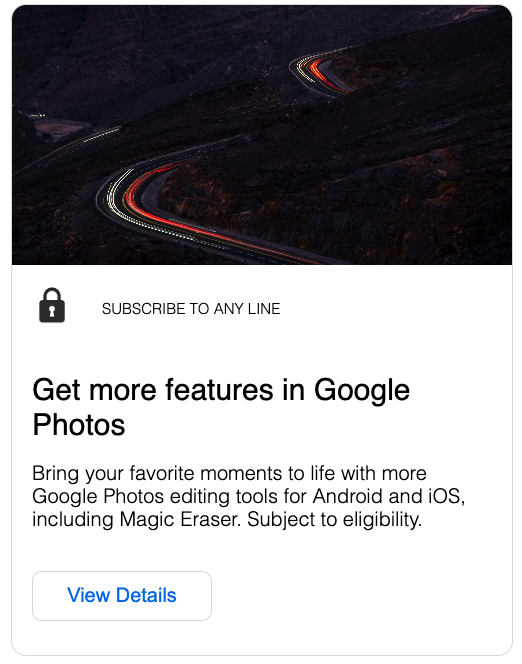 SUBSCRIBE TO ANY LINE
Get more features in Google
Photos
Bring your favorite moments to life with more
Google Photos editing tools for Android and iOS,
including Magic Eraser. Subject to eligibility.
View Details